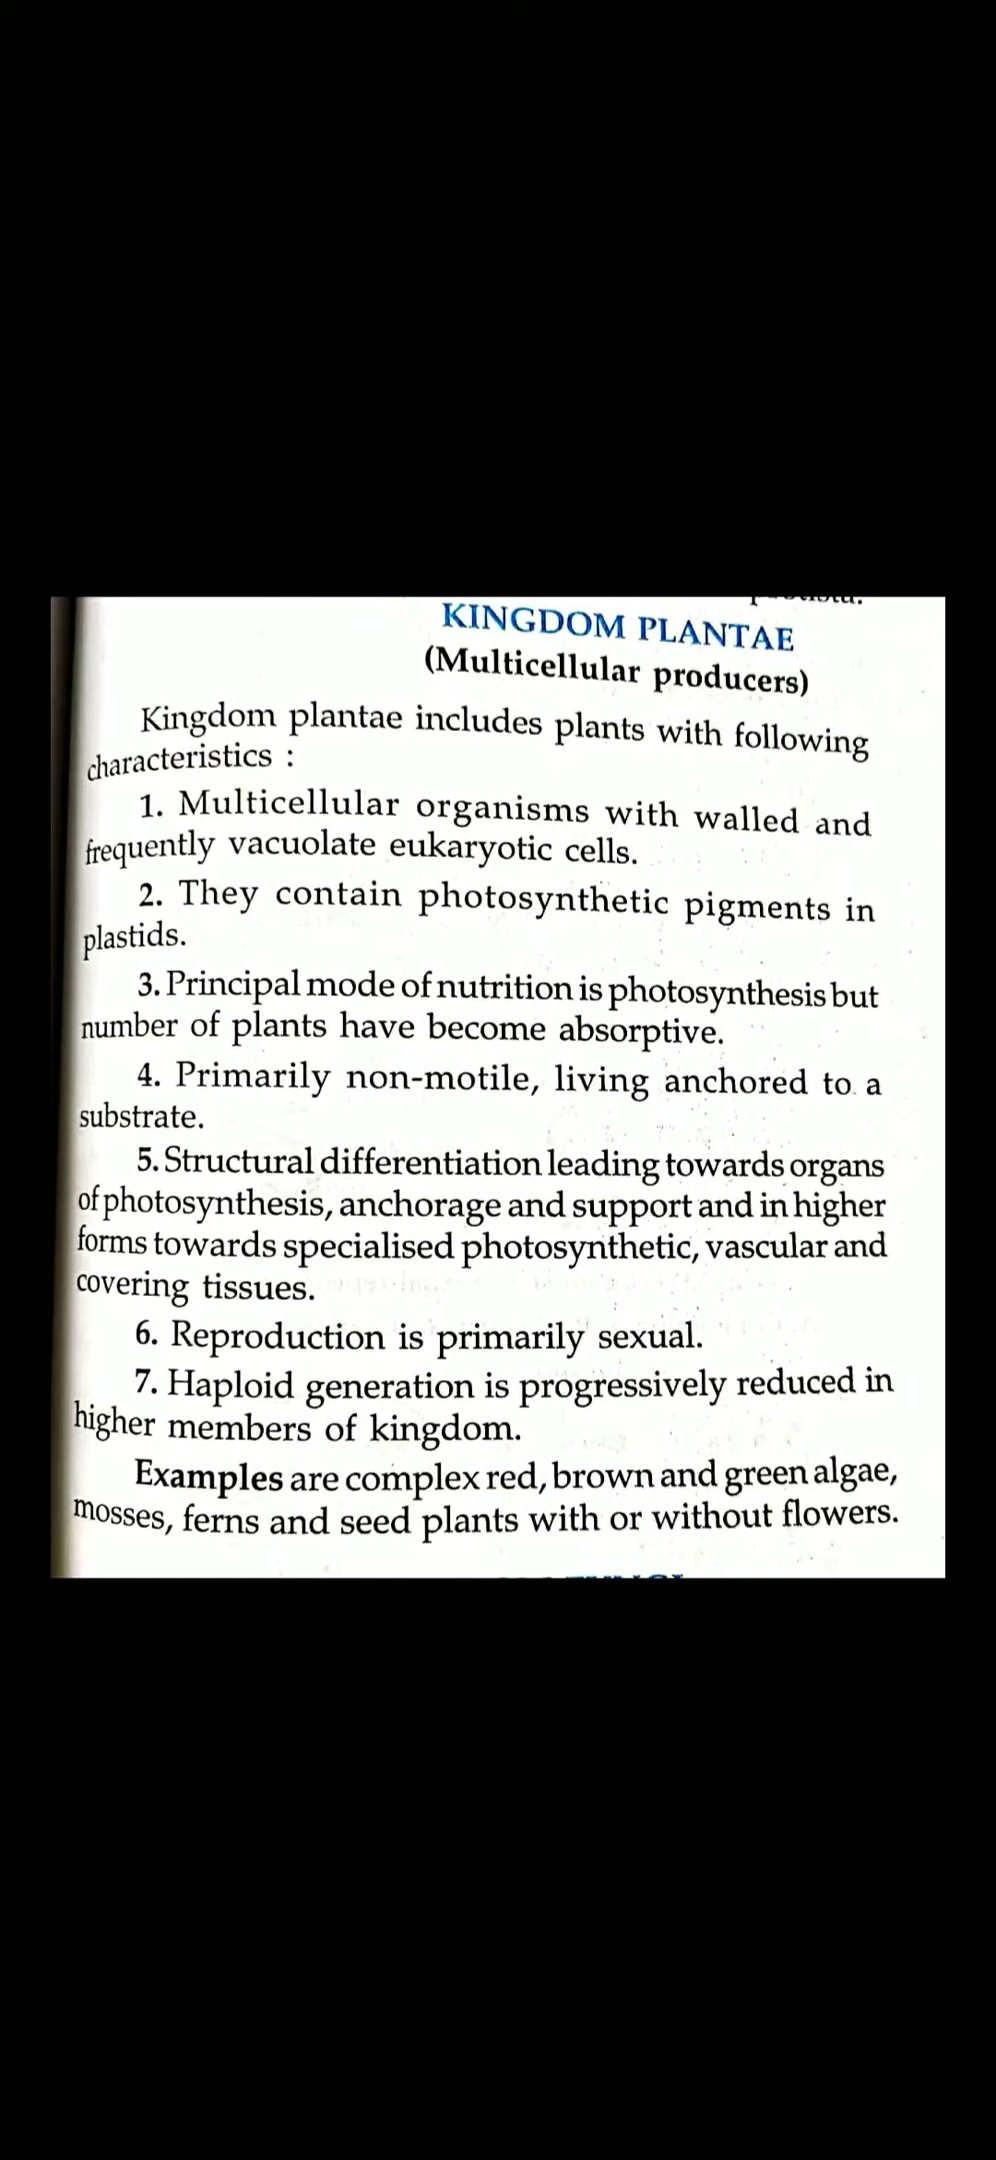 KINGDOM PLANTAE
(Multicellular producers)
Kingdom plantae includes plants with following
characteristics :
1. Multicellular organisms with walled and
frequently vacuolate eukaryotic cells.
2. They contain photosynthetic pigments in
plastids.
3. Principal mode of nutrition is photosynthesis but
number of plants have become absorptive.
4. Primarily non-motile, living anchored to a
substrate.
5. Structural differentiation leading towards organs
of photosynthesis, anchorage and support and in higher
forms towards specialised photosynthetic, vascular and
covering tissues.
6. Reproduction is primarily sexual.
7. Haploid generation is progressively reduced in
higher members of kingdom.
Examples are complex red, brown and green algae,
mosses, ferns and seed plants with or without flowers.